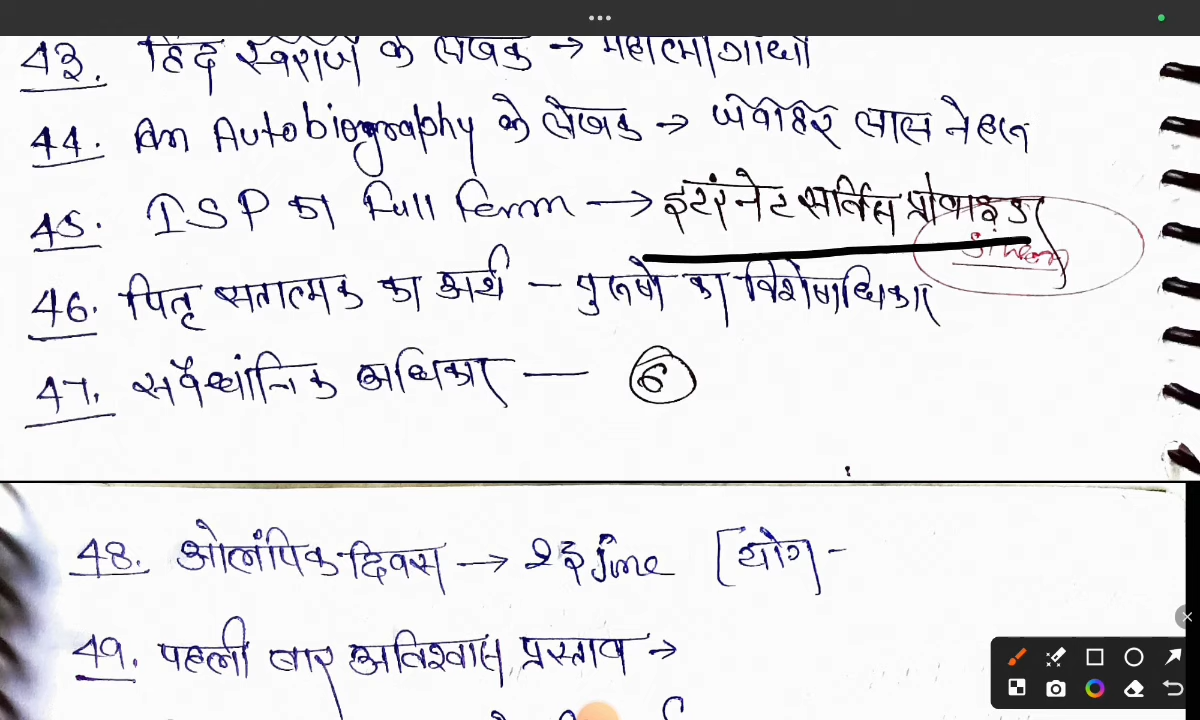 43. हिंद स्वराज के लेखक → महात्मा गांधी
44. An Autobiography के लेखक → जवाहर लाल नेहरू
45. ISP का Full Form → इंटरनेट सर्विस प्रोवाइडर
46. पितृ सत्तात्मक का अर्थ – पुरुषों का विशेषाधिकार
47. सवैधांनिक अधिकार — 6
48. ओलंपिक दिवस → 23 June [योग -
49. पहली बार अविश्वास प्रस्ताव →